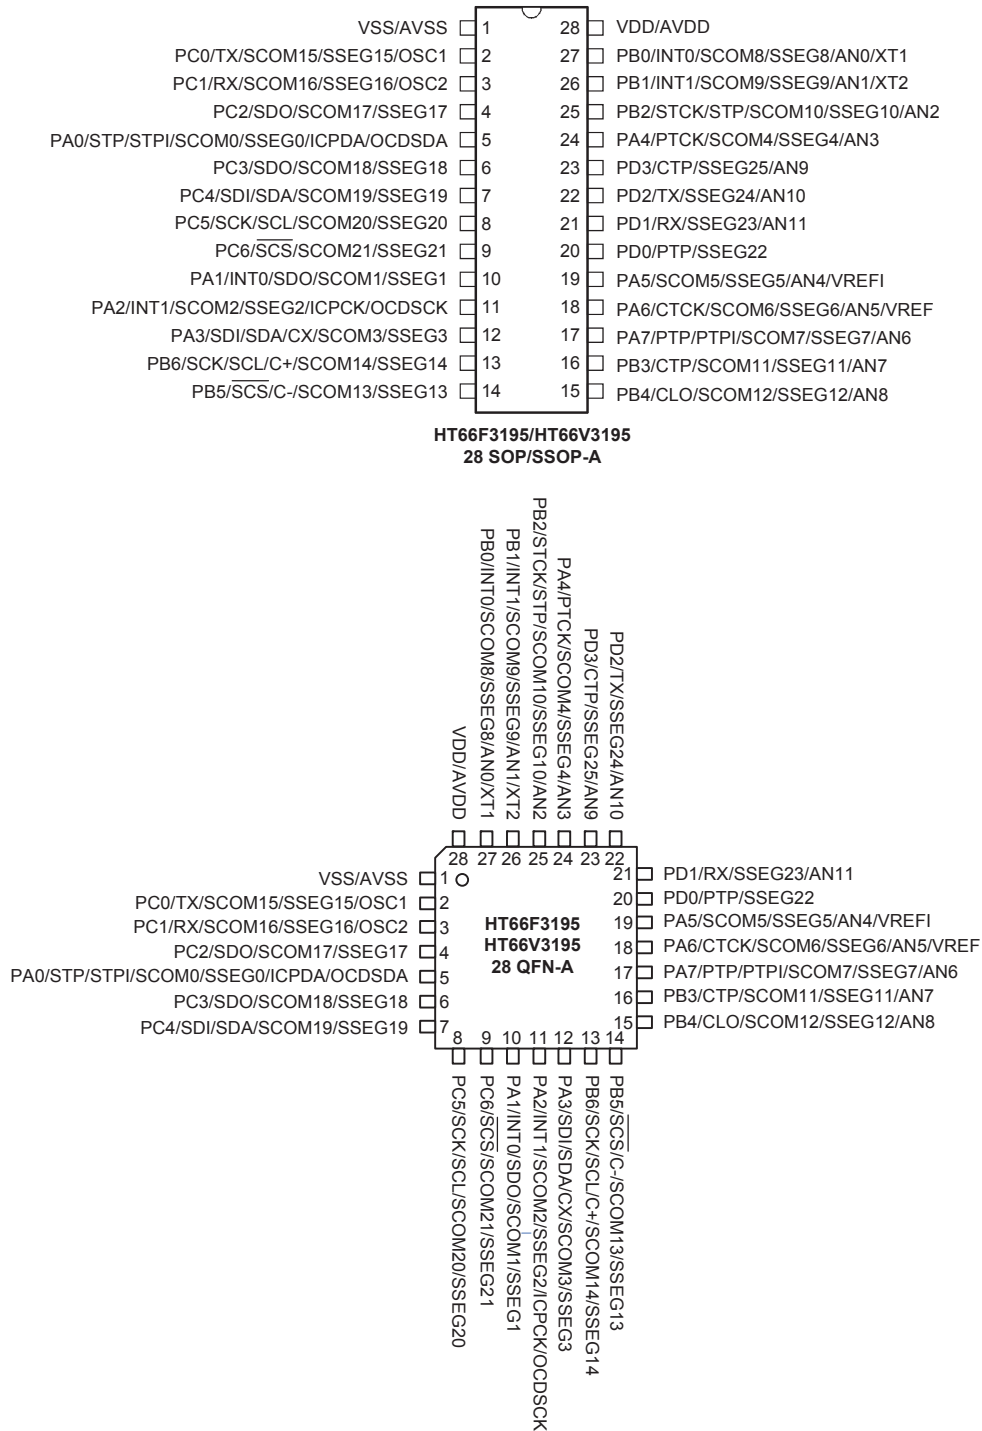 VSS/AVSS 1 28 VDD/AVDD
PC0/TX/SCOM15/SSEG15/OSC1 2 27 PB0/INT0/SCOM8/SSEG8/AN0/XT1
PC1/RX/SCOM16/SSEG16/OSC2 3 26 PB1/INT1/SCOM9/SSEG9/AN1/XT2
PC2/SDO/SCOM17/SSEG17 4 25 PB2/STCK/STP/SCOM10/SSEG10/AN2
PA0/STP/STPI/SCOM0/SSEG0/ICPDA/OCDSDA 5 24 PA4/PTCK/SCOM4/SSEG4/AN3
PC3/SDO/SCOM18/SSEG18 6 23 PD3/CTP/SSEG25/AN9
PC4/SDI/SDA/SCOM19/SSEG19 7 22 PD2/TX/SSEG24/AN10
PC5/SCK/SCL/SCOM20/SSEG20 8 21 PD1/RX/SSEG23/AN11
PC6/SCS/SCOM21/SSEG21 9 20 PD0/PTP/SSEG22
PA1/INT0/SDO/SCOM1/SSEG1 10 19 PA5/SCOM5/SSEG5/AN4/VREFI
PA2/INT1/SCOM2/SSEG2/ICPCK/OCDSCK 11 18 PA6/CTCK/SCOM6/SSEG6/AN5/VREF
PA3/SDI/SDA/CX/SCOM3/SSEG3 12 17 PA7/PTP/PTPI/SCOM7/SSEG7/AN6
PB6/SCK/SCL/C+/SCOM14/SSEG14 13 16 PB3/CTP/SCOM11/SSEG11/AN7
PB5/SCS/C-/SCOM13/SSEG13 14 15 PB4/CLO/SCOM12/SSEG12/AN8
HT66F3195/HT66V3195
28 SOP/SSOP-A
VDD/AVDD
PB0/INT0/SCOM8/SSEG8/AN0/XT1
PB1/INT1/SCOM9/SSEG9/AN1/XT2
PB2/STCK/STP/SCOM10/SSEG10/AN2
PA4/PTCK/SCOM4/SSEG4/AN3
PD3/CTP/SSEG25/AN9
PD2/TX/SSEG24/AN10
28 27 26 25 24 23 22
VSS/AVSS 1 21 PD1/RX/SSEG23/AN11
PC0/TX/SCOM15/SSEG15/OSC1 2 20 PD0/PTP/SSEG22
PC1/RX/SCOM16/SSEG16/OSC2 3 19 PA5/SCOM5/SSEG5/AN4/VREFI
PC2/SDO/SCOM17/SSEG17 4 18 PA6/CTCK/SCOM6/SSEG6/AN5/VREF
PA0/STP/STPI/SCOM0/SSEG0/ICPDA/OCDSDA 5 17 PA7/PTP/PTPI/SCOM7/SSEG7/AN6
PC3/SDO/SCOM18/SSEG18 6 16 PB3/CTP/SCOM11/SSEG11/AN7
PC4/SDI/SDA/SCOM19/SSEG19 7 15 PB4/CLO/SCOM12/SSEG12/AN8
HT66F3195
HT66V3195
28 QFN-A
8 9 10 11 12 13 14
PC5/SCK/SCL/SCOM20/SSEG20
PC6/SCS/SCOM21/SSEG21
PA1/INT0/SDO/SCOM1/SSEG1
PA2/INT1/SCOM2/SSEG2/ICPCK/OCDSCK
PA3/SDI/SDA/CX/SCOM3/SSEG3
PB6/SCK/SCL/C+/SCOM14/SSEG14
PB5/SCS/C-/SCOM13/SSEG13